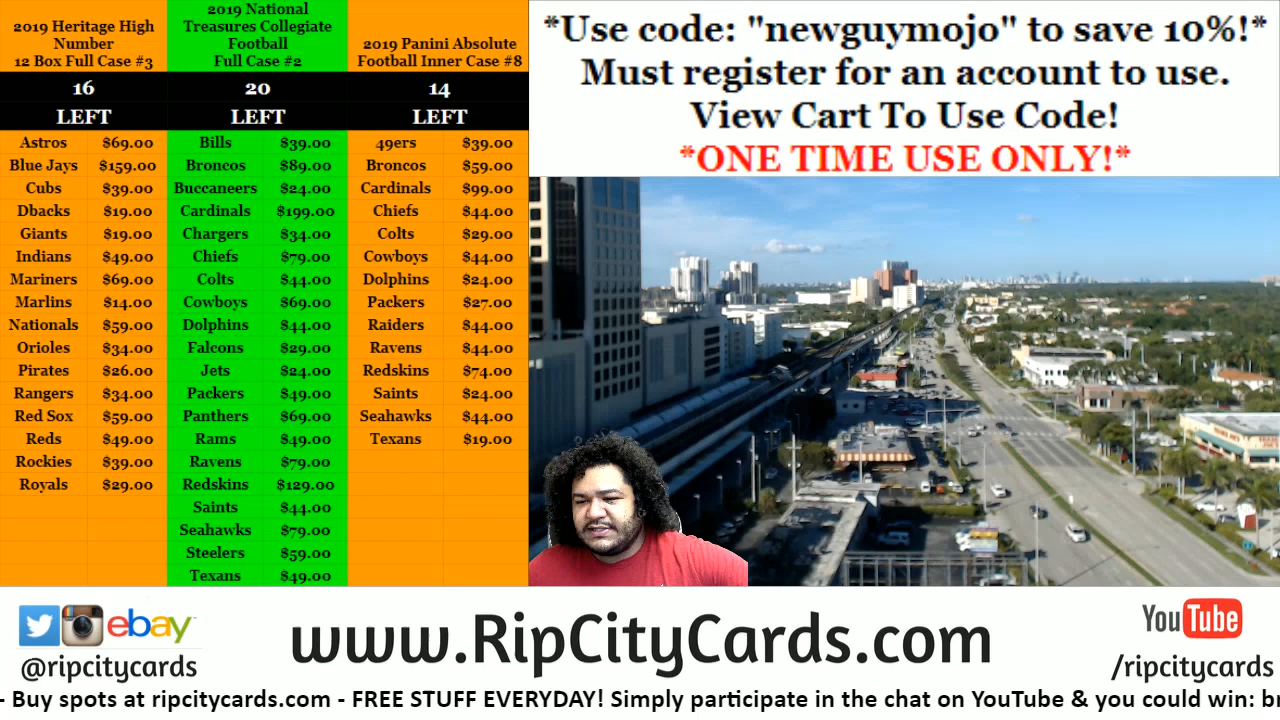 2019 Heritage High
Number
12 Box Full Case #3
16
LEFT
Astros $69.00
Blue Jays $159.00
Cubs $39.00
Dbacks $19.00
Giants $19.00
Indians $49.00
Mariners $69.00
Marlins $14.00
Nationals $59.00
Orioles $34.00
Pirates $26.00
Rangers $34.00
Red Sox $59.00
Reds $49.00
Rockies $39.00
Royals $29.00
2019 National
Treasures Collegiate
Football
Full Case #2
20
LEFT
Bills $39.00
Broncos $89.00
Buccaneers $24.00
Cardinals $199.00
Chargers $34.00
Chiefs $79.00
Colts $44.00
Cowboys $69.00
Dolphins $44.00
Falcons $29.00
Jets $24.00
Packers $49.00
Panthers $69.00
Rams $49.00
Ravens $79.00
Redskins $129.00
Saints $44.00
Seahawks $79.00
Steelers $59.00
Texans $49.00
2019 Panini Absolute
Football Inner Case #8
14
LEFT
49ers $39.00
Broncos $59.00
Cardinals $99.00
Chiefs $44.00
Colts $29.00
Cowboys $44.00
Dolphins $24.00
Packers $27.00
Raiders $44.00
Ravens $44.00
Redskins $74.00
Saints $24.00
Seahawks $44.00
Texans $19.00
*Use code: "newguymojo" to save 10%!*
Must register for an account to use.
View Cart To Use Code!
*ONE TIME USE ONLY!*
ebay
@ripcitycards
www.RipCityCards.com
YouTube
/ripcitycards
- Buy spots at ripcitycards.com - FREE STUFF EVERYDAY! Simply participate in the chat on YouTube & you could win: br